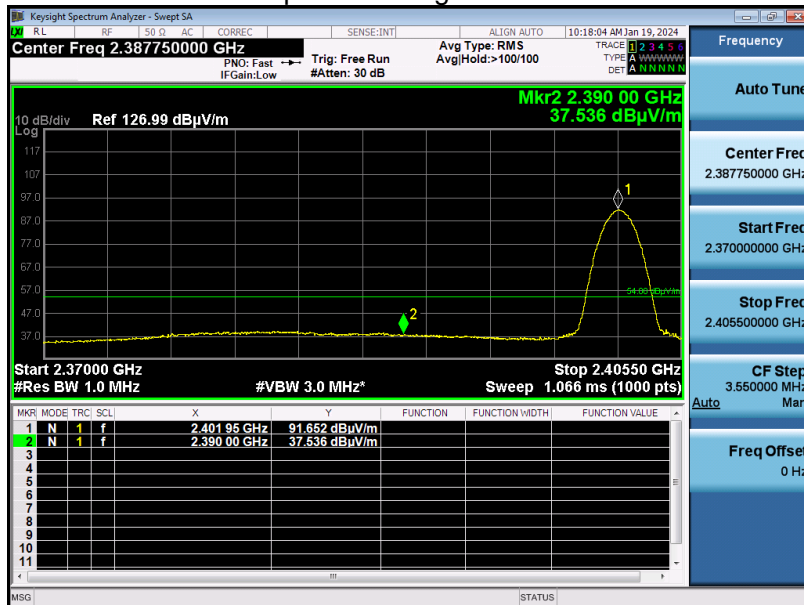 Keysight Spectrum Analyzer - Swept SA
LXI RL RF 50 Ω AC CORREC SENSE:INT ALIGN AUTO 10:18:04 AM Jan 19, 2024
Center Freq 2.387750000 GHz
PNO: Fast
IFGain:Low
Trig: Free Run
#Atten: 30 dB
Avg Type: RMS
Avg|Hold:>100/100
TRACE 1 2 3 4 5 6
TYPE A WWWWW
DET A N N N N N
Frequency
Mkr2 2.390 00 GHz
37.536 dBµV/m
10 dB/div Ref 126.99 dBµV/m
Log
117
107
97.0
87.0
77.0
67.0
57.0
47.0
37.0
1
2
54.00 dBµV/m
Start 2.37000 GHz Stop 2.40550 GHz
#Res BW 1.0 MHz #VBW 3.0 MHz* Sweep 1.066 ms (1000 pts)
MKR MODE TRC SCL X Y FUNCTION FUNCTION WIDTH FUNCTION VALUE
1 N 1 f 2.401 95 GHz 91.652 dBµV/m
2 N 1 f 2.390 00 GHz 37.536 dBµV/m
3
4
5
6
7
8
9
10
11
MSG STATUS
Auto Tune
Center Freq
2.387750000 GHz
Start Freq
2.370000000 GHz
Stop Freq
2.405500000 GHz
CF Step
3.550000 MHz
Auto Man
Freq Offset
0 Hz